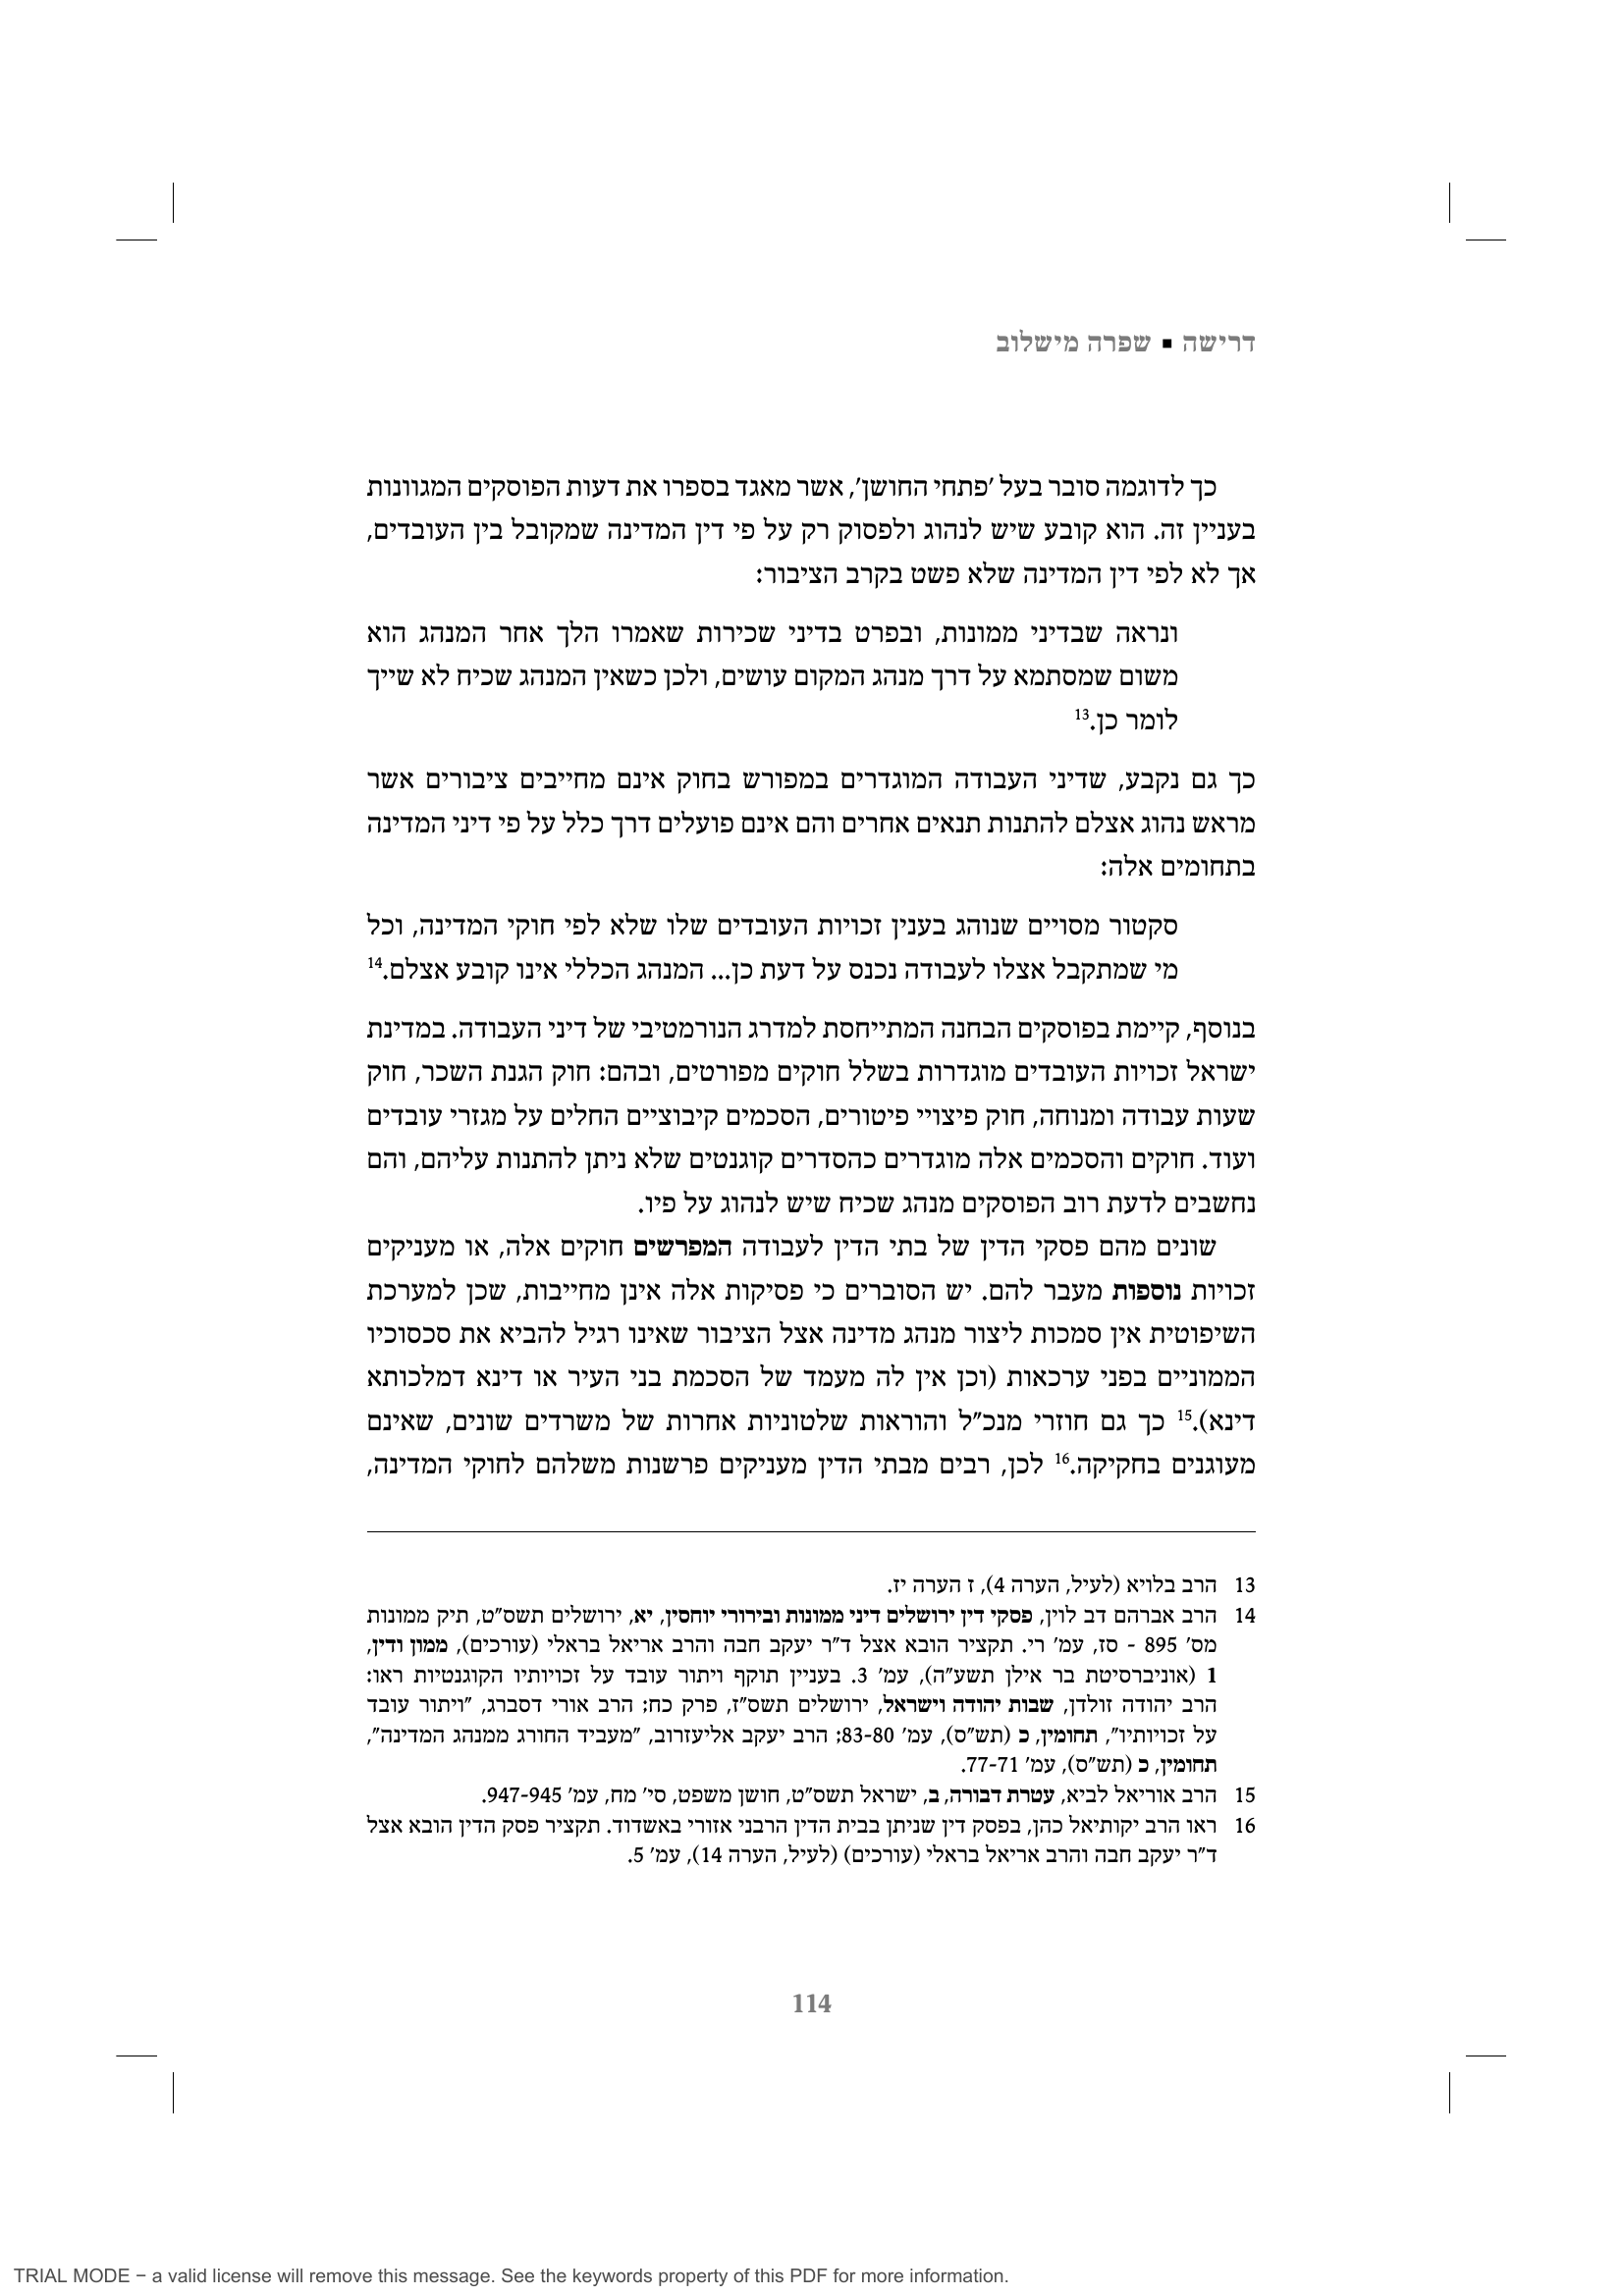 דרישה ▪ שפרה מישלוב
כך לדוגמה סובר בעל 'פתחי החושן', אשר מאגד בספרו את דעות הפוסקים המגוונות
בעניין זה. הוא קובע שיש לנהוג ולפסוק רק על פי דין המדינה שמקובל בין העובדים,
אך לא לפי דין המדינה שלא פשט בקרב הציבור:
ונראה שבדיני ממונות, ובפרט בדיני שכירות שאמרו הלך אחר המנהג הוא
משום שמסתמא על דרך מנהג המקום עושים, ולכן כשאין המנהג שכיח לא שייך
לומר כן.13
כך גם נקבע, שדיני העבודה המוגדרים במפורש בחוק אינם מחייבים ציבורים אשר
מראש נהוג אצלם להתנות תנאים אחרים והם אינם פועלים דרך כלל על פי דיני המדינה
בתחומים אלה:
סקטור מסויים שנוהג בענין זכויות העובדים שלו שלא לפי חוקי המדינה, וכל
מי שמתקבל אצלו לעבודה נכנס על דעת כן... המנהג הכללי אינו קובע אצלם.14
בנוסף, קיימת בפוסקים הבחנה המתייחסת למדרג הנורמטיבי של דיני העבודה. במדינת
ישראל זכויות העובדים מוגדרות בשלל חוקים מפורטים, ובהם: חוק הגנת השכר, חוק
שעות עבודה ומנוחה, חוק פיצויי פיטורים, הסכמים קיבוציים החלים על מגזרי עובדים
ועוד. חוקים והסכמים אלה מוגדרים כהסדרים קוגנטים שלא ניתן להתנות עליהם, והם
נחשבים לדעת רוב הפוסקים מנהג שכיח שיש לנהוג על פיו.
שונים מהם פסקי הדין של בתי הדין לעבודה המפרשים חוקים אלה, או מעניקים
זכויות נוספות מעבר להם. יש הסוברים כי פסיקות אלה אינן מחייבות, שכן למערכת
השיפוטית אין סמכות ליצור מנהג מדינה אצל הציבור שאינו רגיל להביא את סכסוכיו
הממוניים בפני ערכאות (וכן אין לה מעמד של הסכמת בני העיר או דינא דמלכותא
דינא).15 כך גם חוזרי מנכ"ל והוראות שלטוניות אחרות של משרדים שונים, שאינם
מעוגנים בחקיקה.16 לכן, רבים מבתי הדין מעניקים פרשנות משלהם לחוקי המדינה,
13 הרב בלויא (לעיל, הערה 4), ז הערה יז.
14 הרב אברהם דב לוין, פסקי דין ירושלים דיני ממונות ובירורי יוחסין, יא, ירושלים תשס"ט, תיק ממונות
מס' 895 - סז, עמ' רי. תקציר הובא אצל ד"ר יעקב חבה והרב אריאל בראלי (עורכים), ממון ודין,
1 (אוניברסיטת בר אילן תשע"ה), עמ' 3. בעניין תוקף ויתור עובד על זכויותיו הקוגנטיות ראו:
הרב יהודה זולדן, שבות יהודה וישראל, ירושלים תשס"ז, פרק כח; הרב אורי דסברג, "ויתור עובד
על זכויותיו", תחומין, כ (תש"ס), עמ' 83-80; הרב יעקב אליעזרוב, "מעביד החורג ממנהג המדינה",
תחומין, כ (תש"ס), עמ' 77-71.
15 הרב אוריאל לביא, עטרת דבורה, ב, ישראל תשס"ט, חושן משפט, סי' מח, עמ' 947-945.
16 ראו הרב יקותיאל כהן, בפסק דין שניתן בבית הדין הרבני אזורי באשדוד. תקציר פסק הדין הובא אצל
ד"ר יעקב חבה והרב אריאל בראלי (עורכים) (לעיל, הערה 14), עמ' 5.
114
TRIAL MODE − a valid license will remove this message. See the keywords property of this PDF for more information.